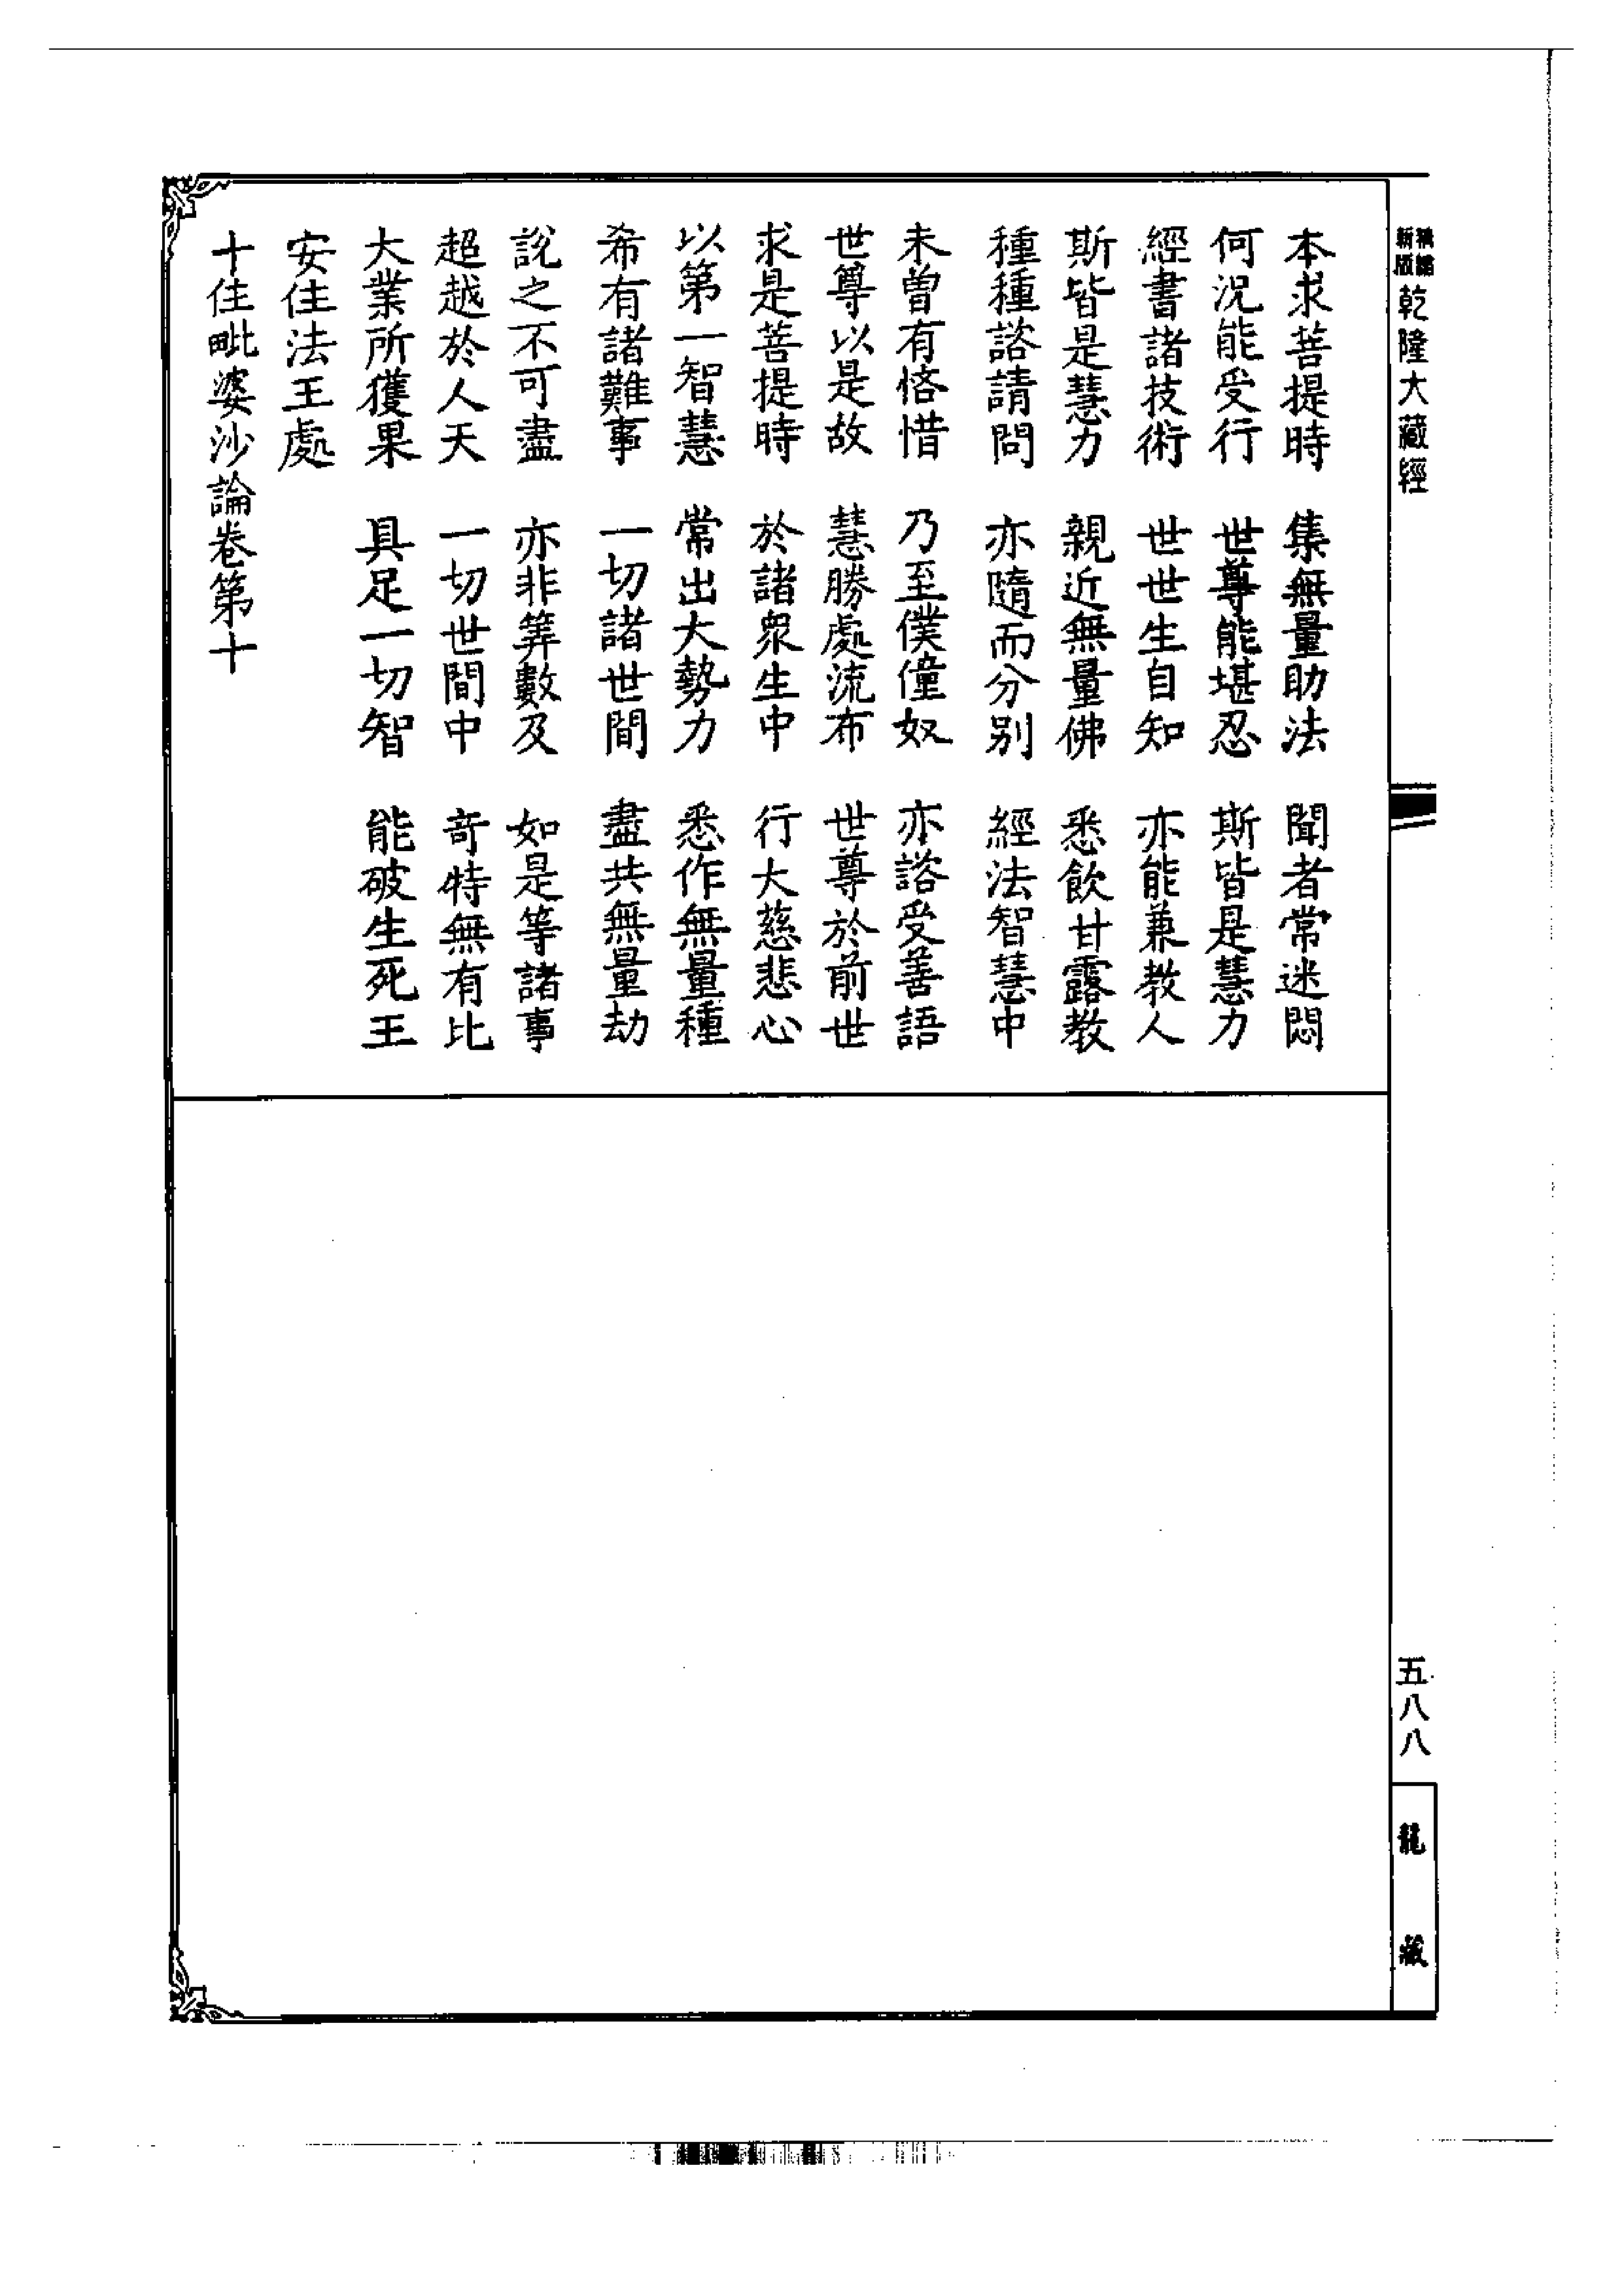 新版精編乾隆大藏經
本求菩提時　集無量助法　聞者常迷悶
何況能受行　世尊能堪忍　斯皆是慧力
經書諸技術　世世生自知　亦能兼教人
斯皆是慧力　親近無量佛　悉飲甘露教
種種諮請問　亦隨而分別　經法智慧中
未曾有悋惜　乃至僕僮奴　亦諮受善語
世尊以是故　慧勝處流布　世尊於前世
求是菩提時　於諸眾生中　行大慈悲心
以第一智慧　常出大勢力　悉作無量種
希有諸難事　一切諸世間　盡共無量劫
說之不可盡　亦非筭數及　如是等諸事
超越於人天　一切世間中　奇特無有比
大業所獲果　具足一切智　能破生死王
安住法王處
十住毗婆沙論卷第十
五八八
龍藏